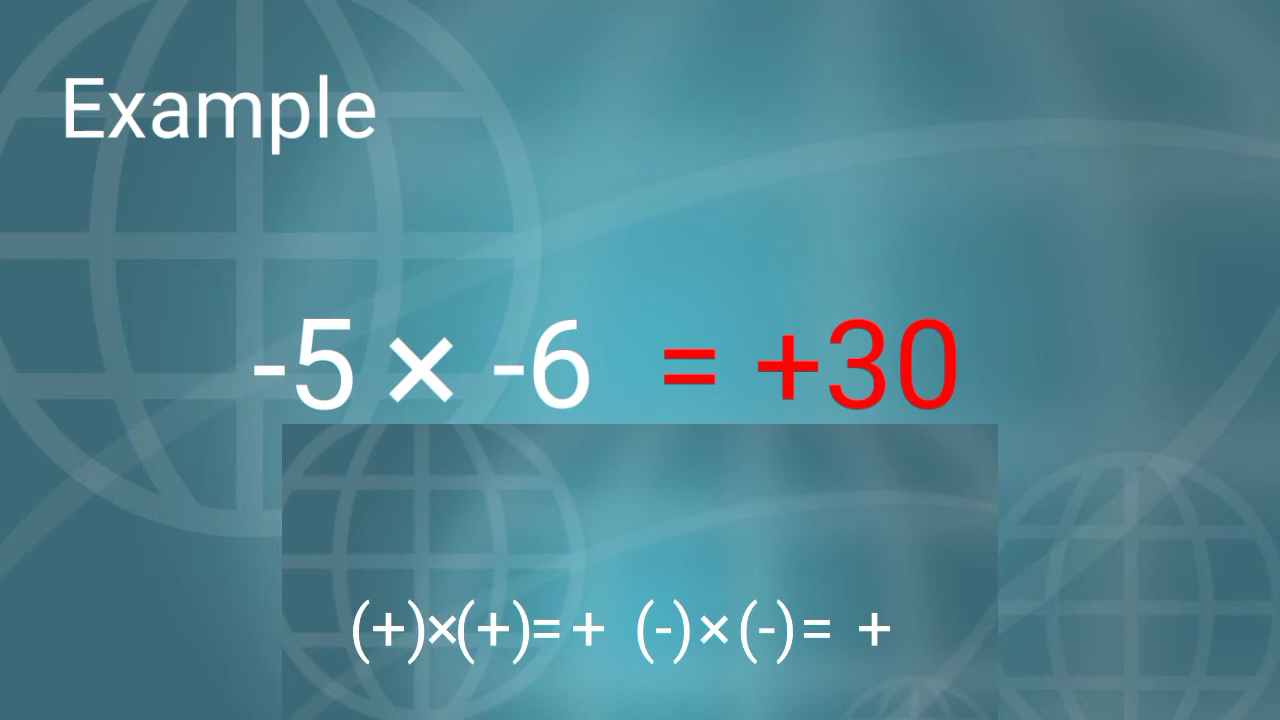 Example
-5 × -6 = +30
(+)×(+)=+ (-)×(-)= +